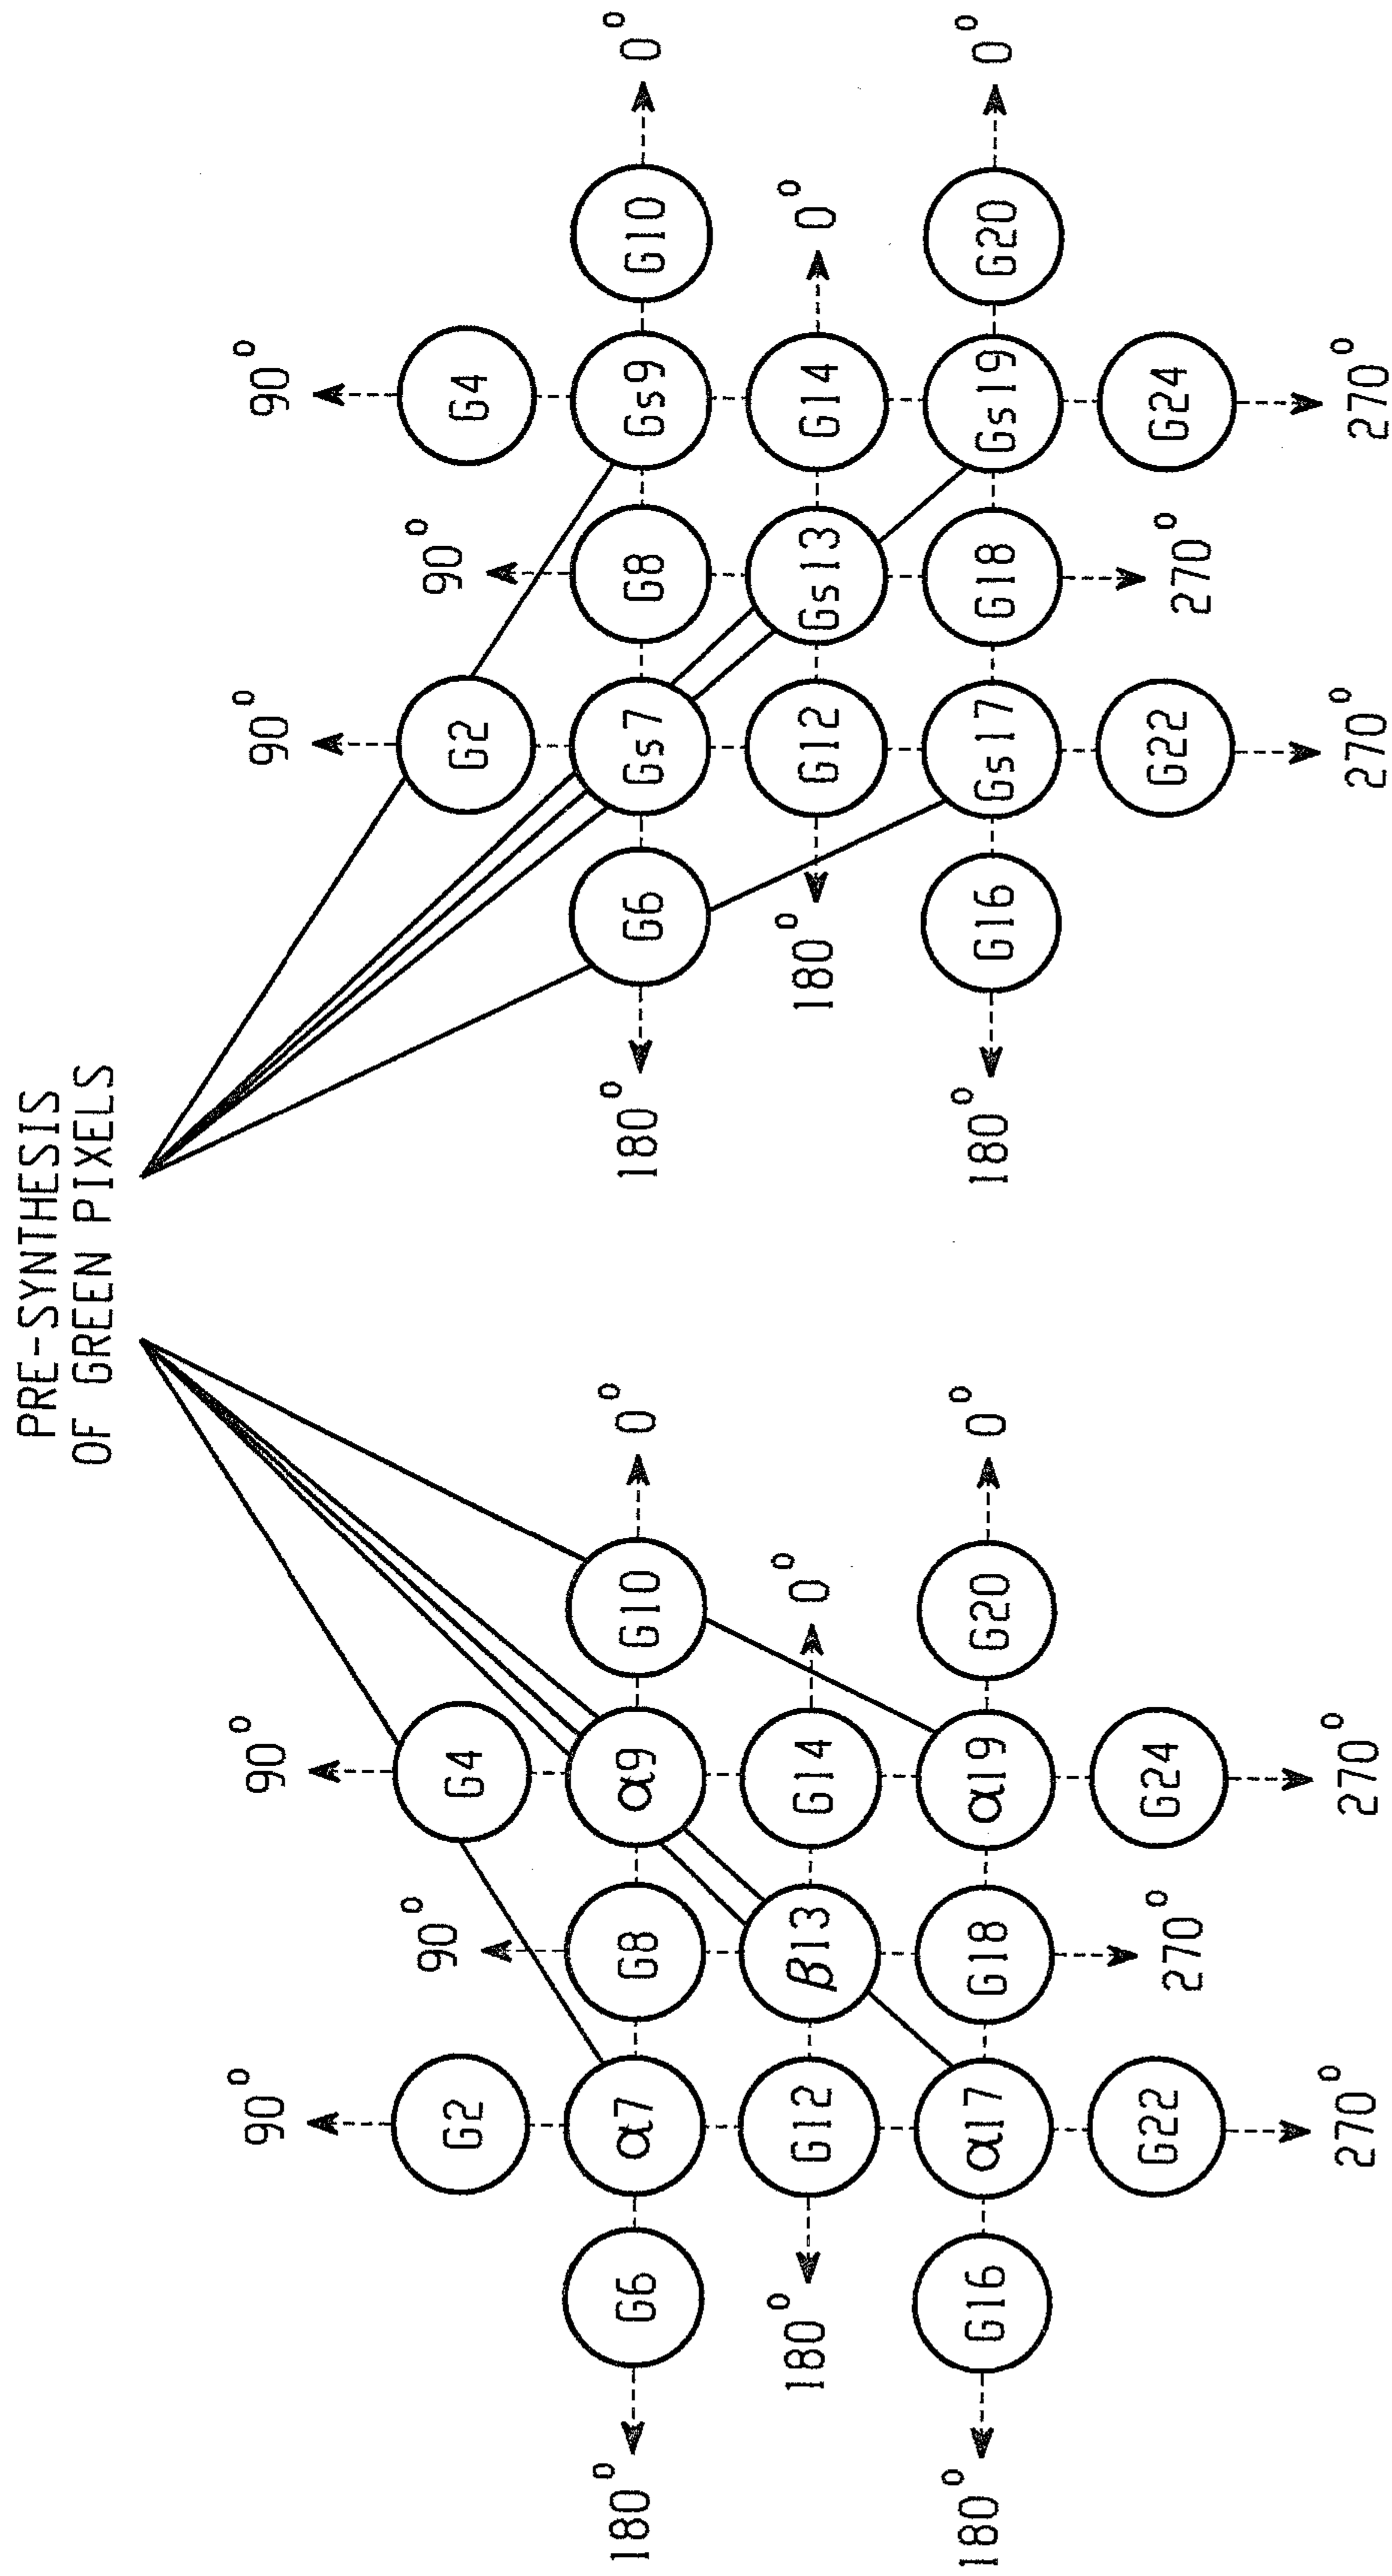 PRE-SYNTHESIS
OF GREEN PIXELS
90° 90° 90° 90°
G2 90° G4 G2 90° G4
180° G6 α7 G8 α9 G10 0° 180° G6 Gs7 G8 Gs9 G10 0°
180° G12 β13 G14 0° 180° G12 Gs13 G14 0°
180° G16 α17 G18 α19 G20 0° 180° G16 Gs17 G18 Gs19 G20 0°
G22 270° G24 G22 270° G24
270° 270° 270° 270°